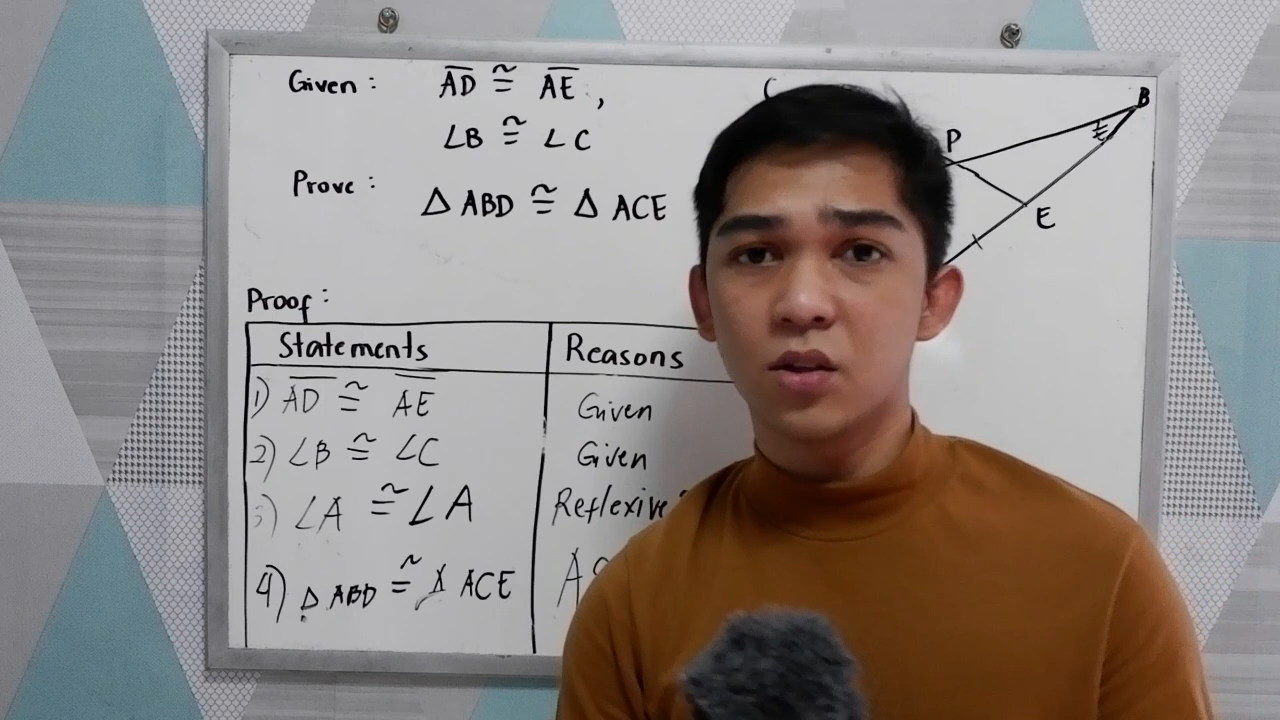 Given : AD ≅ AE ,
∠B ≅ ∠C
Prove :
△ ABD ≅ △ ACE
B
P
E
Proof :
Statements Reasons
1) AD ≅ AE Given
2) ∠B ≅ ∠C Given
3) ∠A ≅ ∠A Reflexive
4) △ ABD ≅ △ ACE